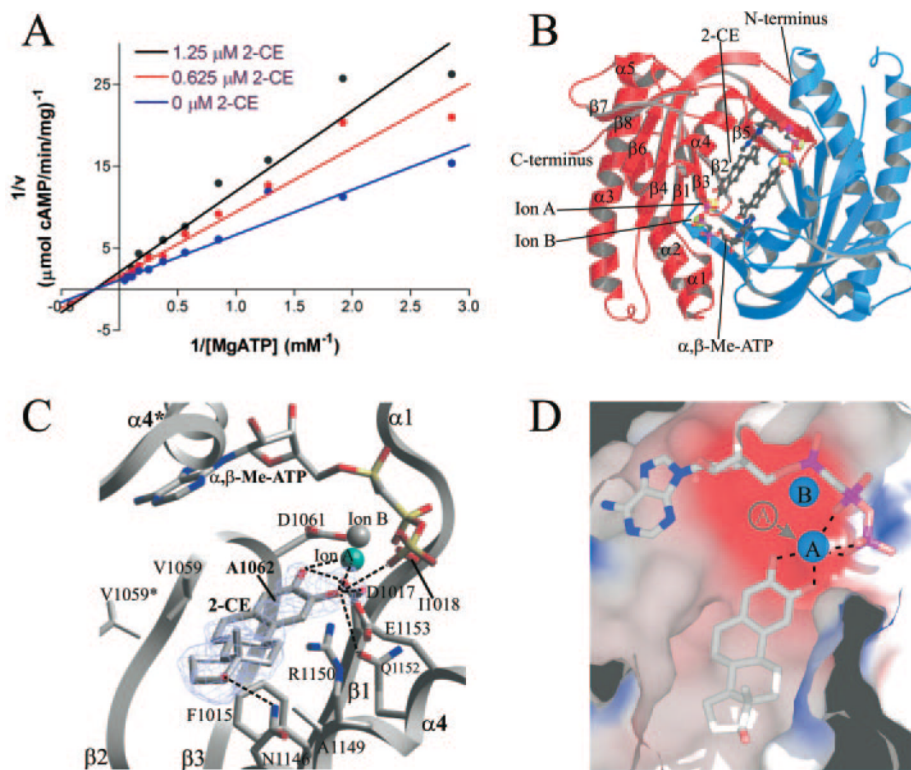 A
1.25 µM 2-CE
0.625 µM 2-CE
0 µM 2-CE
1/v
(µmol cAMP/min/mg)⁻¹
25
15
5
-5
0.0 0.5 1.0 1.5 2.0 2.5 3.0
1/[MgATP] (mM⁻¹)
B
N-terminus
2-CE
α5
β7
β8
β6
β5
α4
β2
C-terminus
β4 β1 β3
α3
Ion A
Ion B
α2
α1
α,β-Me-ATP
C
α4*
α1
α,β-Me-ATP
D1061
Ion B
Ion
V1059
A1062
V1059*
2-CE
D1017
I1018
E1153
R1150
Q1152
β1
F1015
A1149
α4
N1146
β2
β3
D
B
A
A